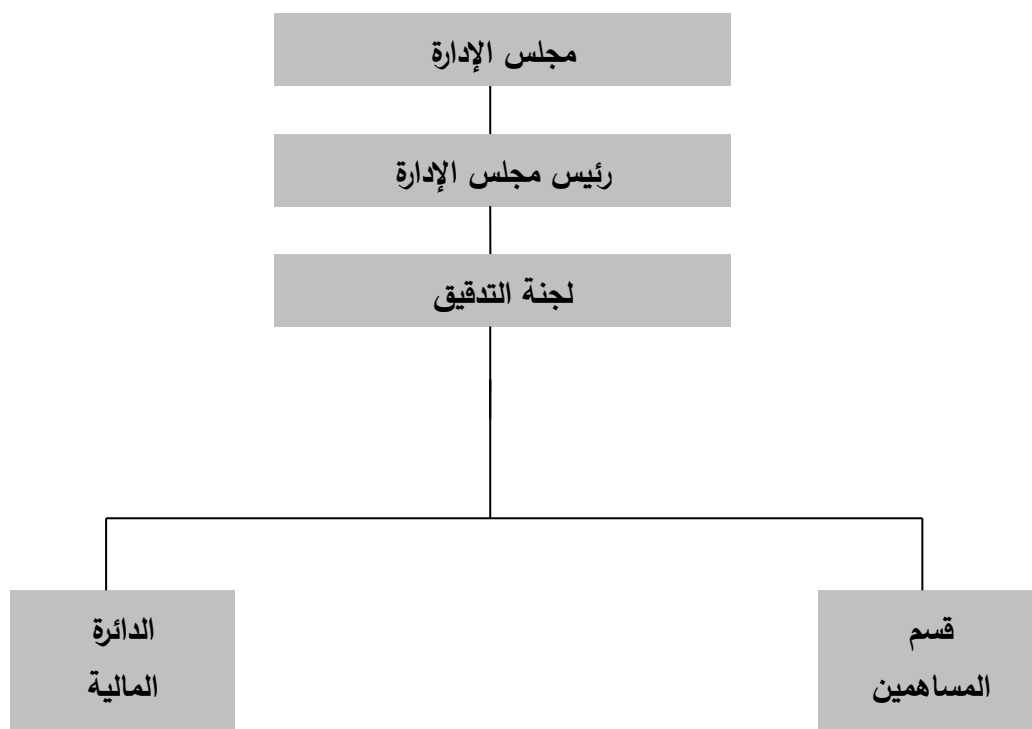 مجلس الإدارة
رئيس مجلس الإدارة
لجنة التدقيق
قسم
المساهمين
الدائرة
المالية